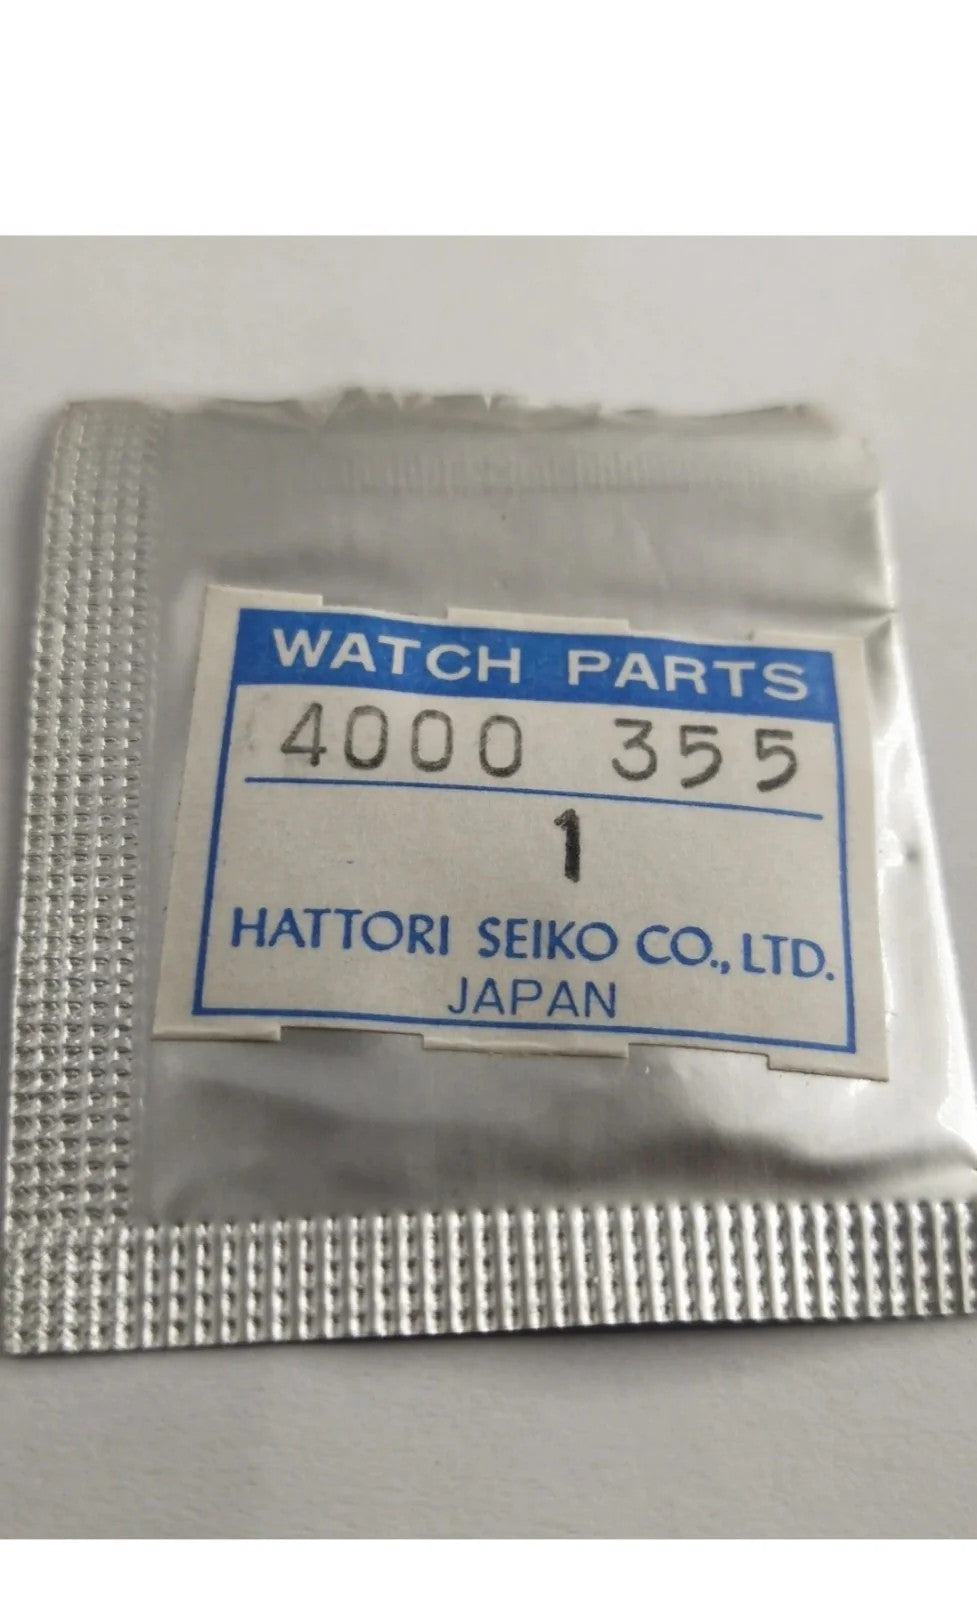 WATCH PARTS
4000 355
1
HATTORI SEIKO CO., LTD.
JAPAN